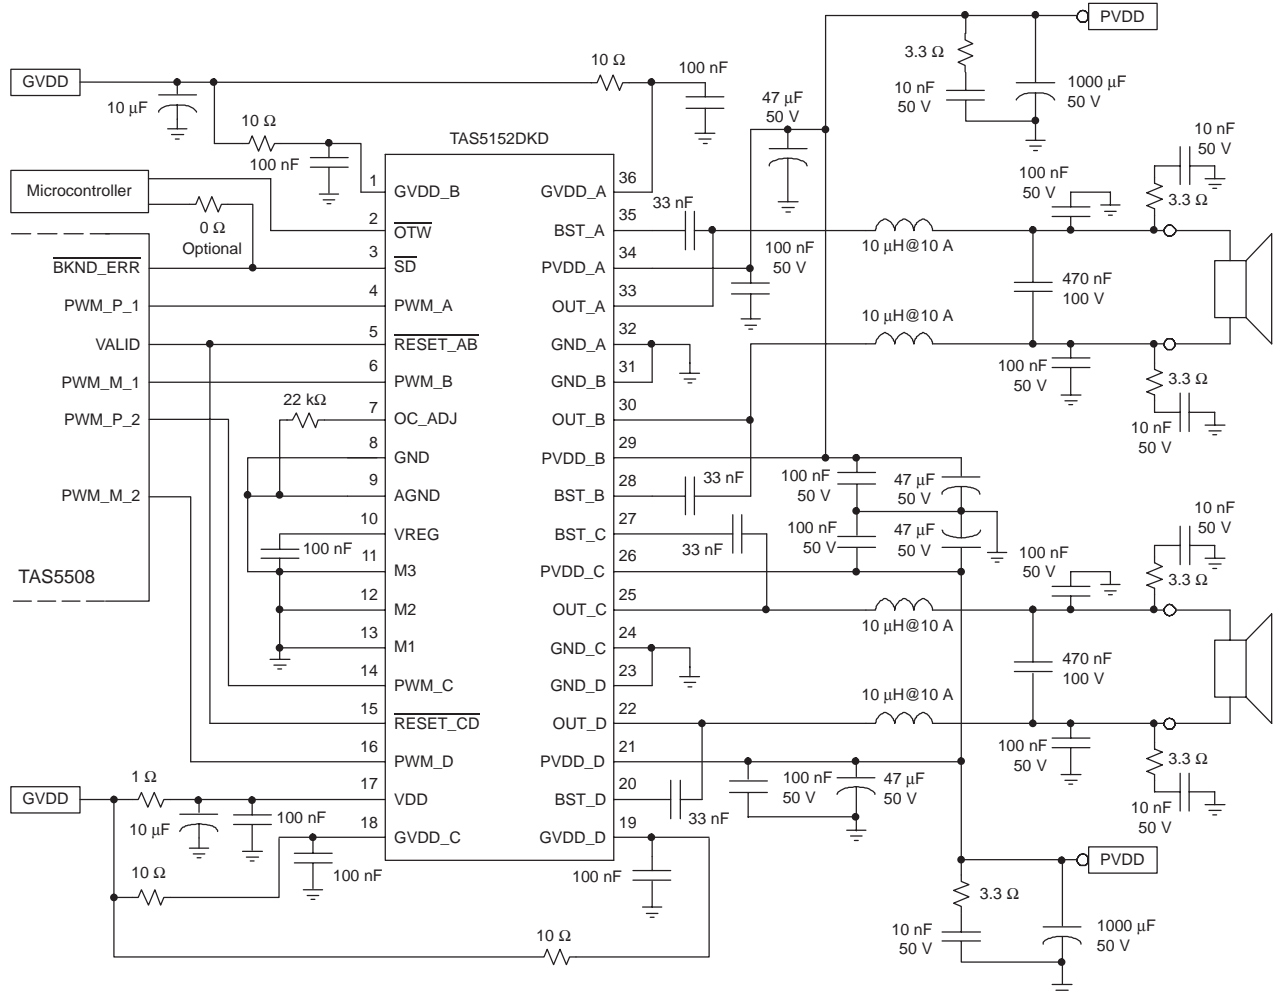 PVDD
3.3 Ω
10 nF
50 V
1000 µF
50 V
GVDD
10 µF
10 Ω
100 nF
10 Ω
100 nF
47 µF
50 V
TAS5152DKD
Microcontroller
0 Ω
Optional
BKND_ERR
PWM_P_1
VALID
PWM_M_1
PWM_P_2
PWM_M_2
TAS5508
22 kΩ
100 nF
1 GVDD_B
2 OTW
3 SD
4 PWM_A
5 RESET_AB
6 PWM_B
7 OC_ADJ
8 GND
9 AGND
10 VREG
11 M3
12 M2
13 M1
14 PWM_C
15 RESET_CD
16 PWM_D
17 VDD
18 GVDD_C
GVDD_A 36
BST_A 35
PVDD_A 34
OUT_A 33
GND_A 32
GND_B 31
OUT_B 30
PVDD_B 29
BST_B 28
BST_C 27
PVDD_C 26
OUT_C 25
GND_C 24
GND_D 23
OUT_D 22
PVDD_D 21
BST_D 20
GVDD_D 19
33 nF
100 nF
50 V
10 µH@10 A
10 µH@10 A
100 nF
50 V
10 nF
50 V
3.3 Ω
470 nF
100 V
100 nF
50 V
3.3 Ω
10 nF
50 V
33 nF
33 nF
100 nF
50 V
47 µF
50 V
100 nF
50 V
47 µF
50 V
10 µH@10 A
10 µH@10 A
100 nF
50 V
10 nF
50 V
3.3 Ω
470 nF
100 V
100 nF
50 V
3.3 Ω
10 nF
50 V
33 nF
100 nF
50 V
47 µF
50 V
GVDD
1 Ω
10 µF
100 nF
10 Ω
100 nF
100 nF
10 Ω
PVDD
3.3 Ω
10 nF
50 V
1000 µF
50 V